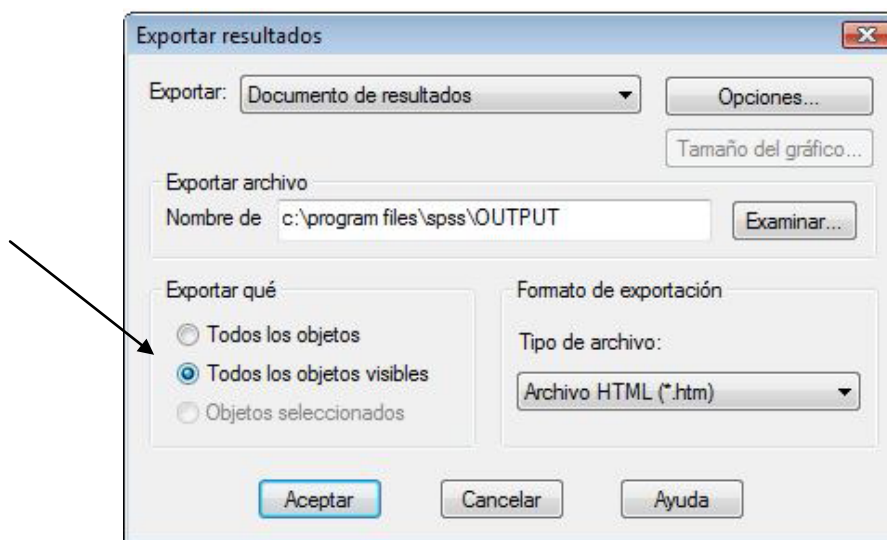 Exportar resultados
Exportar: Documento de resultados
Opciones...
Tamaño del gráfico...
Exportar archivo
Nombre de c:\program files\spss\OUTPUT
Examinar...
Exportar qué
Todos los objetos
Todos los objetos visibles
Objetos seleccionados
Formato de exportación
Tipo de archivo:
Archivo HTML (*.htm)
Aceptar
Cancelar
Ayuda